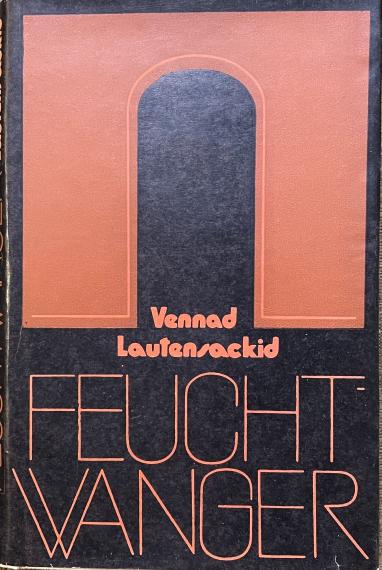 Vennad
Lautensackid
FEUCHT-
WANGER